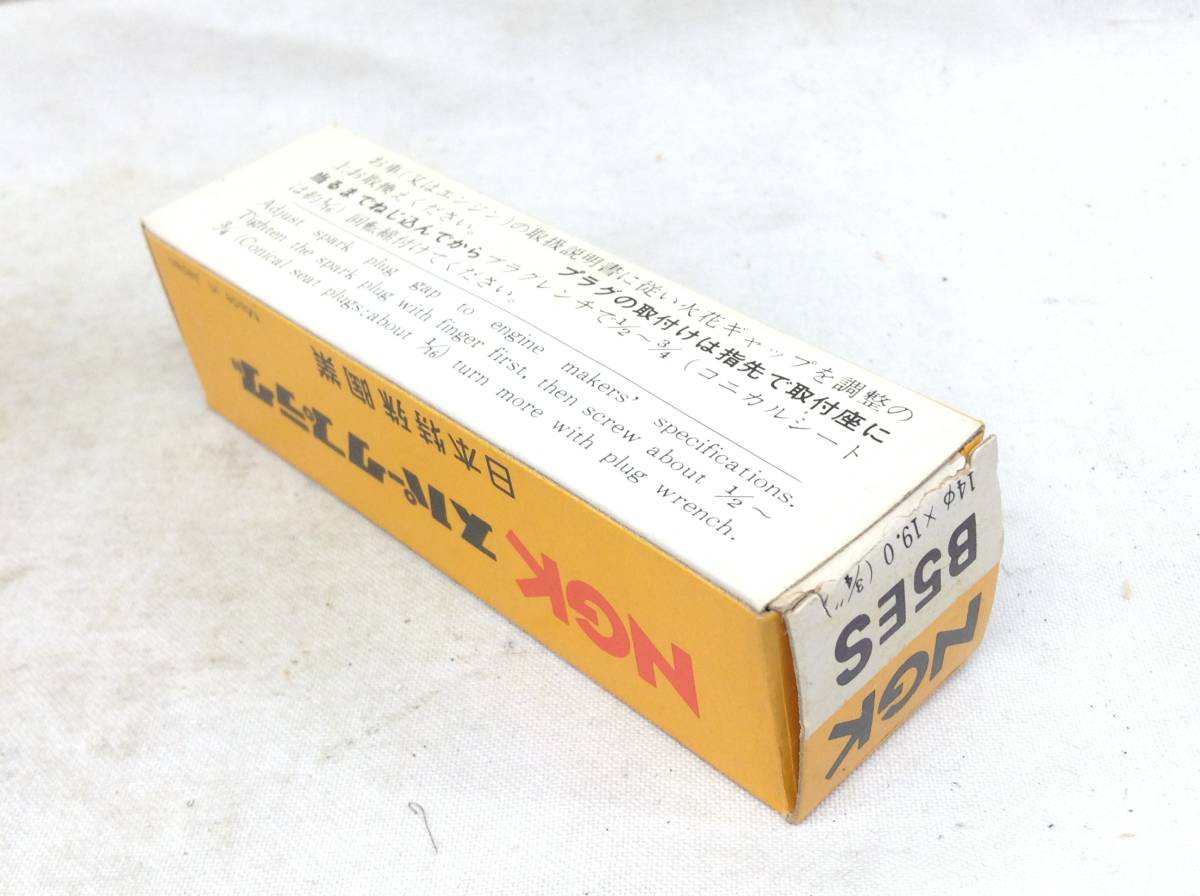 お車(又はエンジン)の取扱説明書に従い火花ギャップを調整の
上お取換えください。 プラグの取付けは指先で取付座に
当るまでねじ込んでからプラグレンチで1/2～3/4 (コニカルシート
は約1/16) 回転締付けてください。
Adjust spark plug gap to engine makers' specifications.
Tighten the spark plug with finger first, then screw about 1/2～
3/4 (Conical seat plugs:about 1/16) turn more with plug wrench.
NGK スパークプラグ
日本特殊陶業
Made in Japan
NGK
B5ES
14φ × 19.0 (3/4")